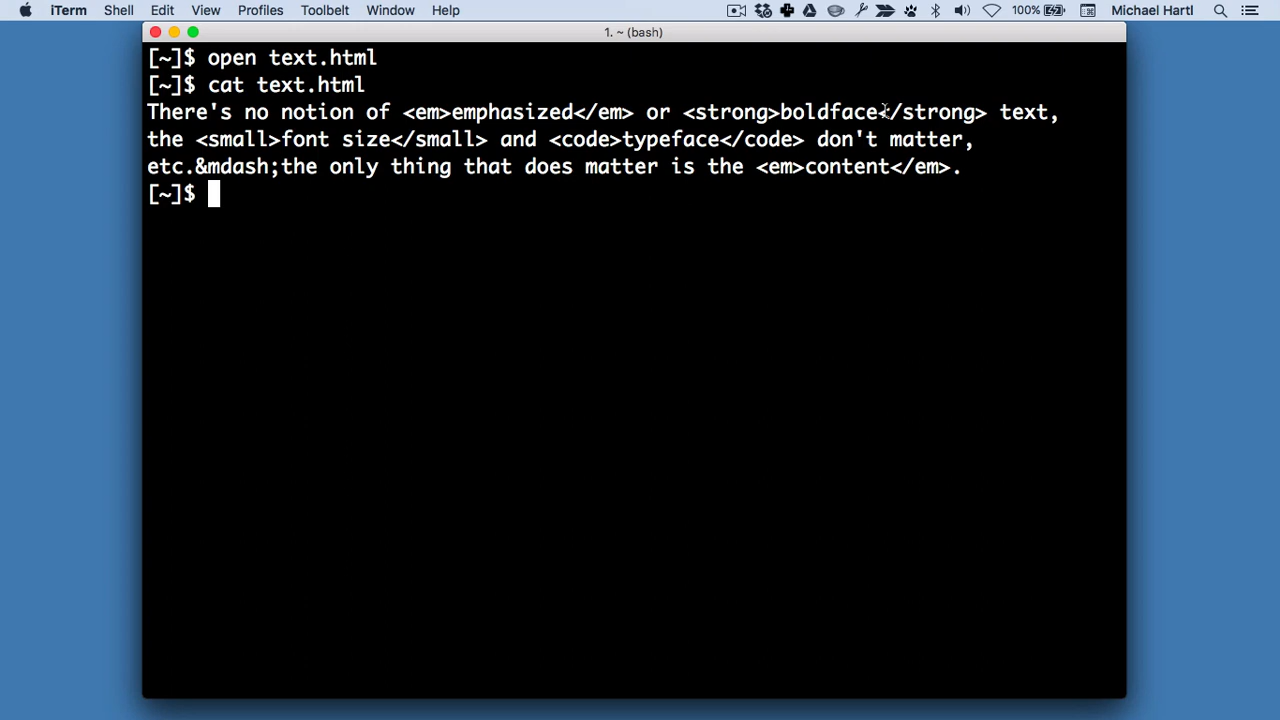 iTerm Shell Edit View Profiles Toolbelt Window Help 100% Michael Hartl
1. ~ (bash)
[~]$ open text.html
[~]$ cat text.html
There's no notion of <em>emphasized</em> or <strong>boldface</strong> text,
the <small>font size</small> and <code>typeface</code> don't matter,
etc.&mdash;the only thing that does matter is the <em>content</em>.
[~]$